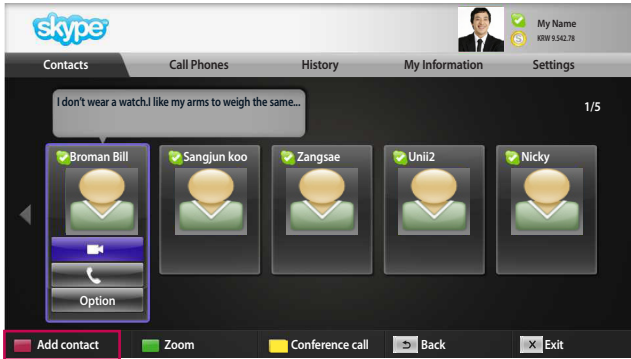 skype
My Name
KRW 9.542.78
Contacts Call Phones History My Information Settings
I don't wear a watch.I like my arms to weigh the same...
1/5
Broman Bill Sangjun koo Zangsae Unii2 Nicky
Option
Add contact Zoom Conference call Back X Exit